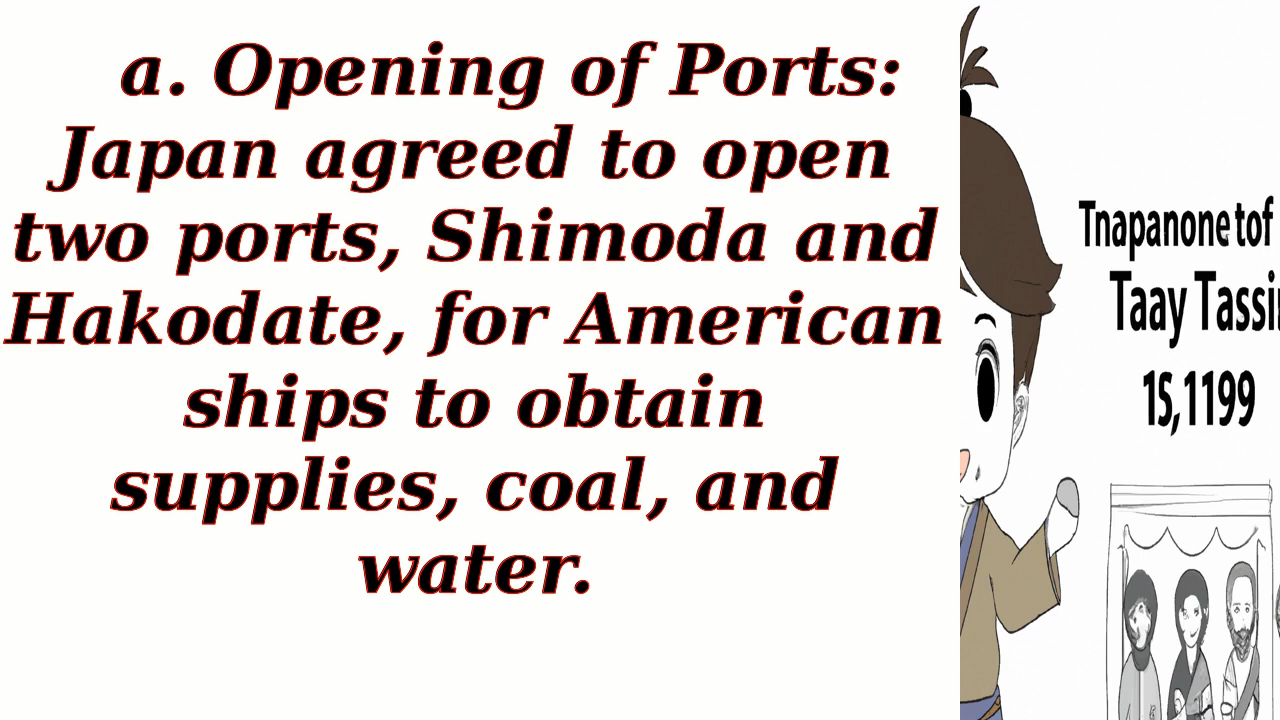 a. Opening of Ports:
Japan agreed to open
two ports, Shimoda and
Hakodate, for American
ships to obtain
supplies, coal, and
water.
Tnapanone tof
Taay Tassi
1S,1199